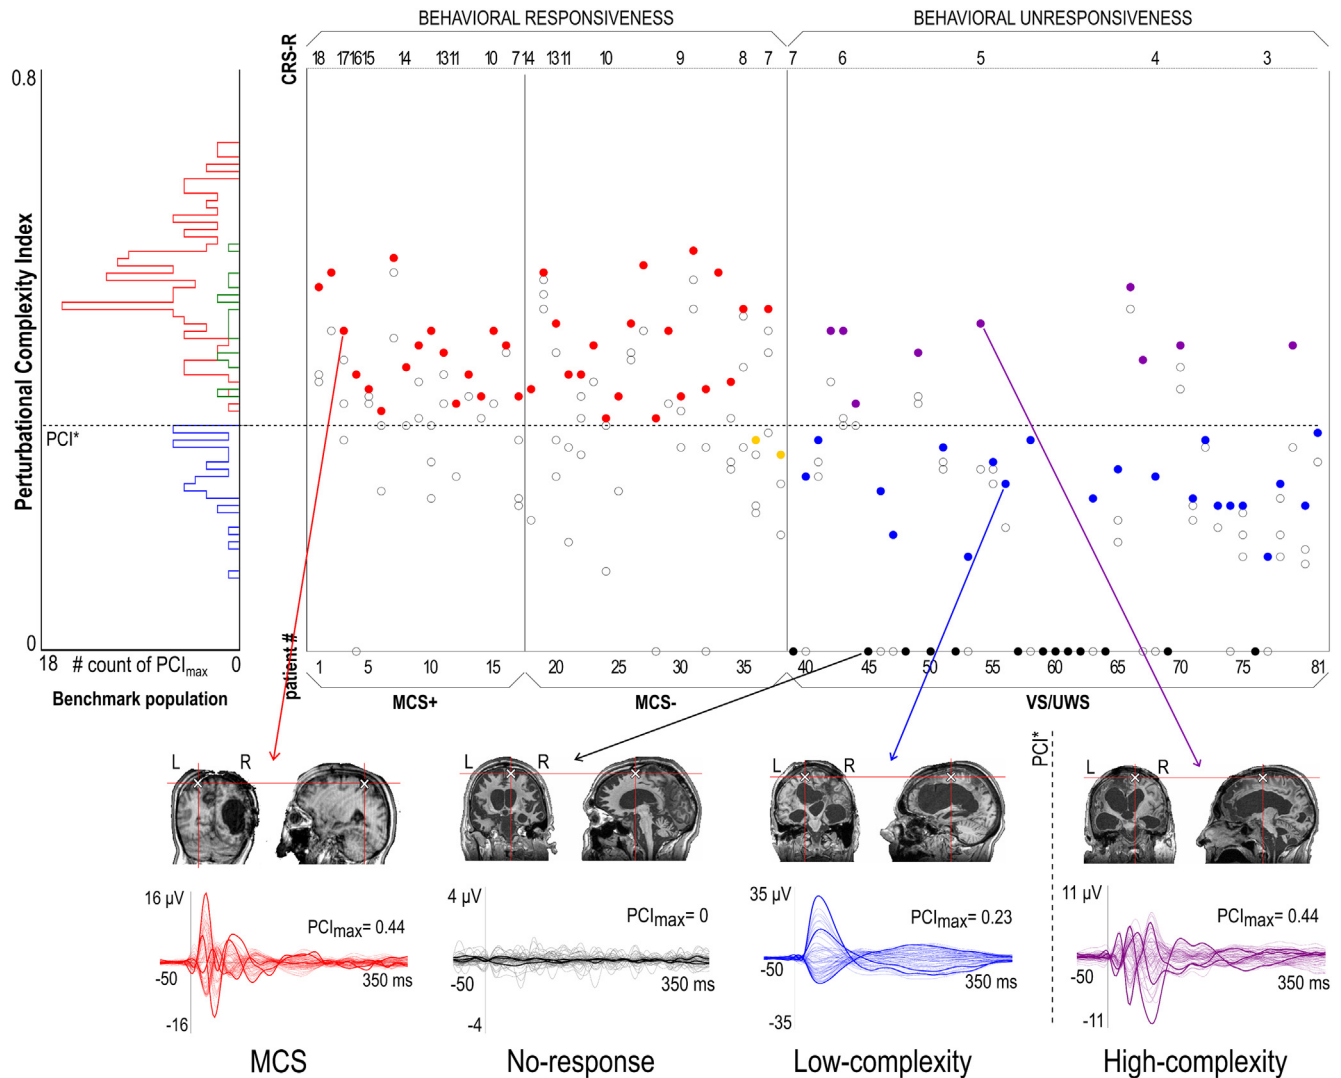 BEHAVIORAL RESPONSIVENESS
BEHAVIORAL UNRESPONSIVENESS
CRS-R
18 17 16 15 14 13 11 10 7 14 13 11 10 9 8 7 7 6 5 4 3
0.8
Perturbational Complexity Index
PCI*
0
18 # count of PCImax 0
Benchmark population
patient #
1 5 10 15 20 25 30 35 40 45 50 55 60 65 70 75 81
MCS+ MCS- VS/UWS
PCI*
L R
L R
L R
L R
16 µV
PCImax= 0.44
-50
350 ms
-16
MCS
4 µV
PCImax= 0
-50
350 ms
-4
No-response
35 µV
PCImax= 0.23
-50
350 ms
-35
Low-complexity
11 µV
PCImax= 0.44
-50
350 ms
-11
High-complexity